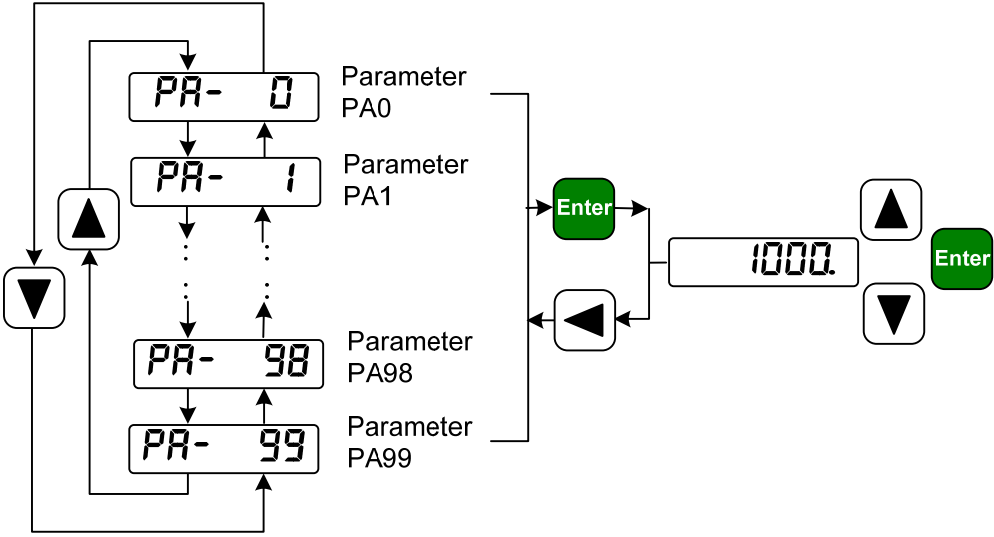 PA- 0
Parameter
PA0
PA- 1
Parameter
PA1
Enter
1000.
Enter
PA- 98
Parameter
PA98
PA- 99
Parameter
PA99